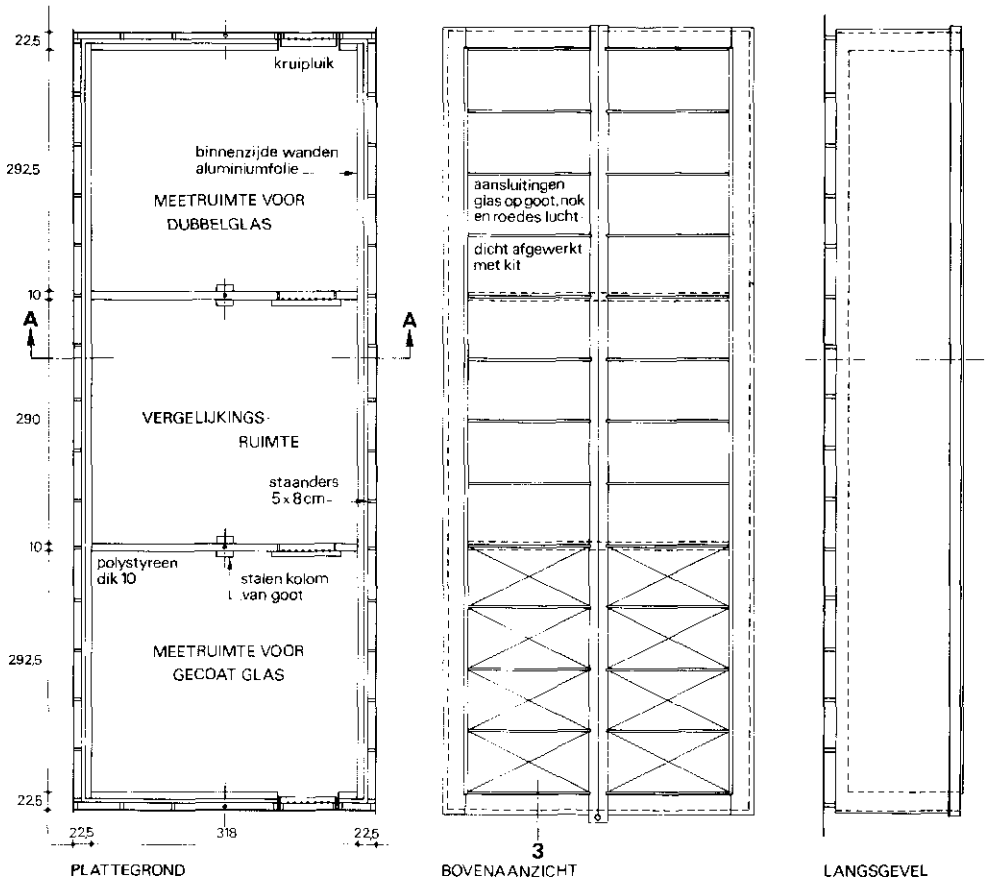 22,5
kruipluik
binnenzijde wanden
aluminiumfolie
292,5
MEETRUIMTE VOOR
DUBBELGLAS
10
A
A
290
VERGELIJKINGS-
RUIMTE
staanders
5 x 8 cm
10
polystyreen
dik 10
stalen kolom
van goot
MEETRUIMTE VOOR
GECOAT GLAS
292,5
22,5
22,5
318
22,5
PLATTEGROND
aansluitingen
glas op goot, nok
en roedes lucht-
dicht afgewerkt
met kit
3
BOVENAANZICHT
LANGSGEVEL